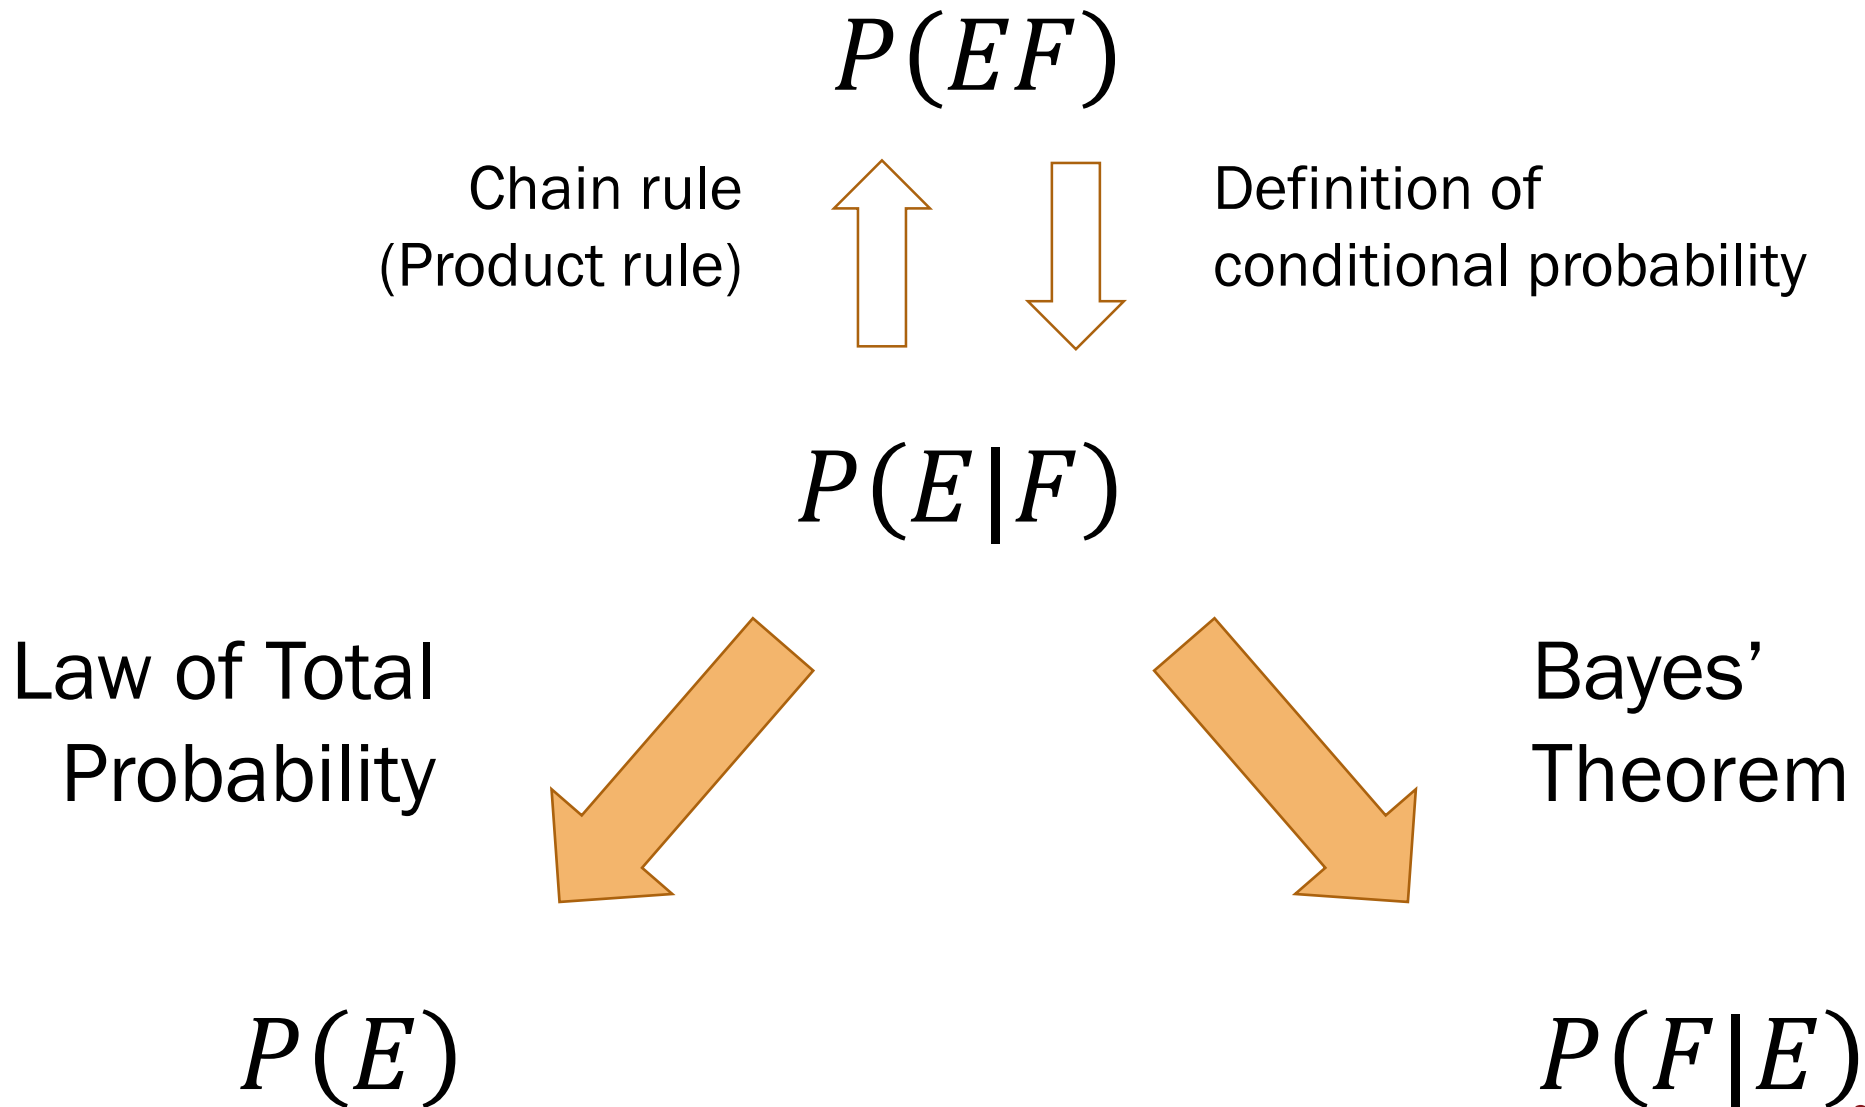 P(EF)
Chain rule
(Product rule)
Definition of
conditional probability
P(E|F)
Law of Total
Probability
Bayes’
Theorem
P(E)
P(F|E)